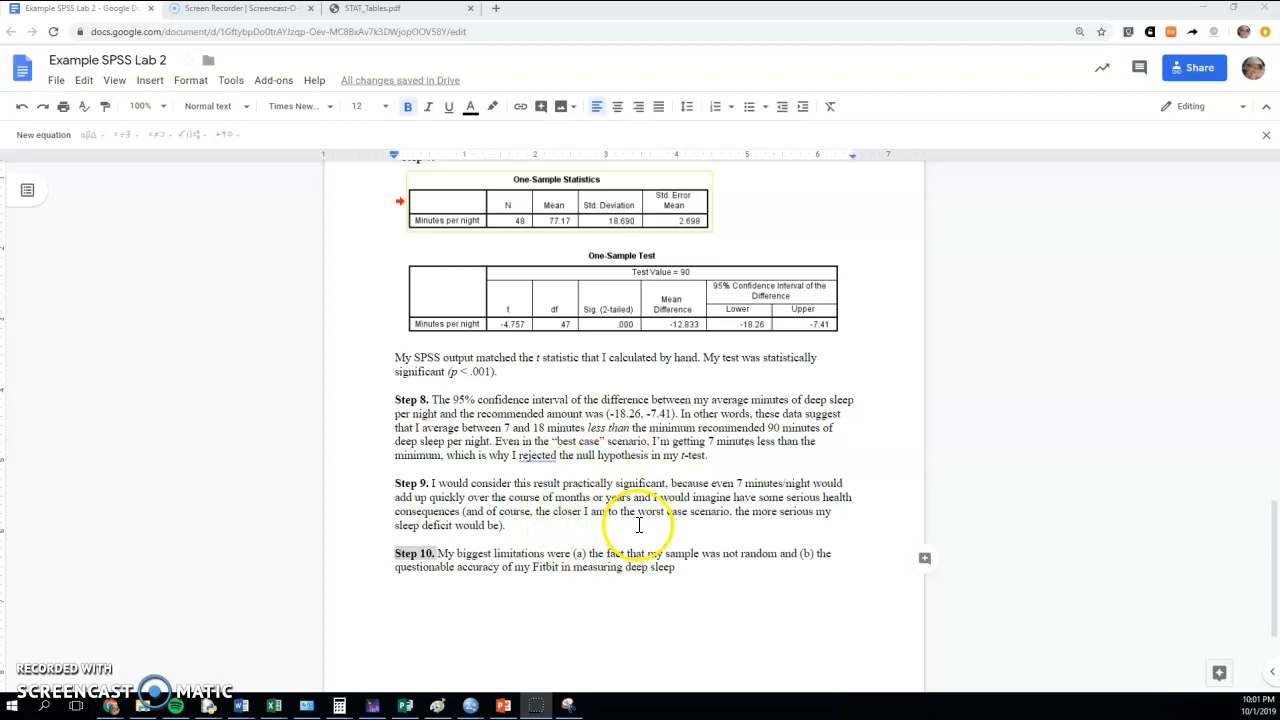 Example SPSS Lab 2 - Google D
Screen Recorder | Screencast-O
STAT_Tables.pdf
docs.google.com/document/d/1GftybpDo0trAYJzqp-Oev-MC8BxAv7k3DWjopOOV58Y/edit
Example SPSS Lab 2
File Edit View Insert Format Tools Add-ons Help All changes saved in Drive
Share
100% Normal text Times New... 12 B I U A Editing
New equation
1 1 2 3 4 5 6 7
One-Sample Statistics
N Mean Std. Deviation Std. Error Mean
Minutes per night 48 77.17 18.690 2.698
One-Sample Test
Test Value = 90
t df Sig. (2-tailed) Mean Difference 95% Confidence Interval of the Difference
Lower Upper
Minutes per night -4.757 47 .000 -12.833 -18.26 -7.41
My SPSS output matched the t statistic that I calculated by hand. My test was statistically
significant (p < .001).
Step 8. The 95% confidence interval of the difference between my average minutes of deep sleep
per night and the recommended amount was (-18.26, -7.41). In other words, these data suggest
that I average between 7 and 18 minutes less than the minimum recommended 90 minutes of
deep sleep per night. Even in the “best case” scenario, I’m getting 7 minutes less than the
minimum, which is why I rejected the null hypothesis in my t-test.
Step 9. I would consider this result practically significant, because even 7 minutes/night would
add up quickly over the course of months or years and I would imagine have some serious health
consequences (and of course, the closer I am to the worst case scenario, the more serious my
sleep deficit would be).
Step 10. My biggest limitations were (a) the fact that my sample was not random and (b) the
questionable accuracy of my Fitbit in measuring deep sleep
RECORDED WITH
SCREENCAST MATIC
10:01 PM
10/1/2019